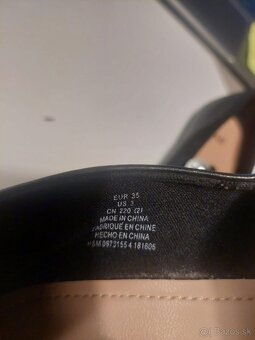 EUR 35
US 3
CN 220 (2)
MADE IN CHINA
FABRIQUÉ EN CHINE
HECHO EN CHINA
H&M 0973155 4 181606
bazos.sk